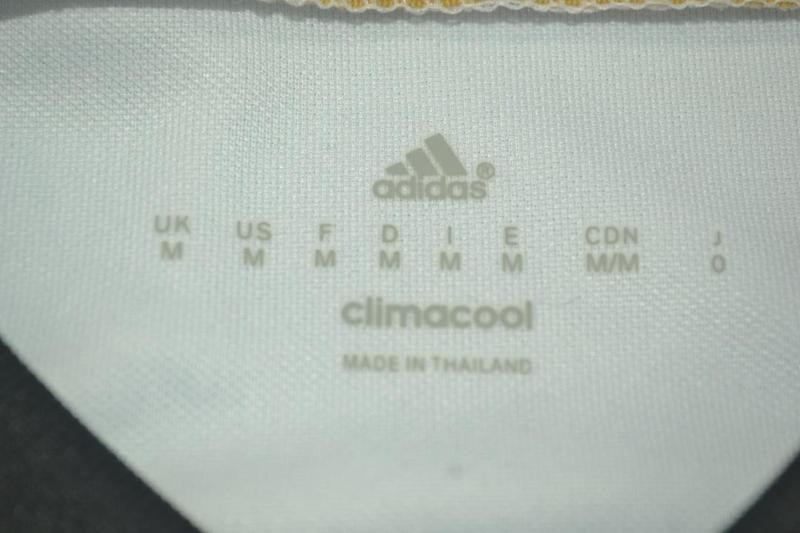 adidas®
UK US F D I E CDN J
M M M M M M M/M O
climacool
MADE IN THAILAND